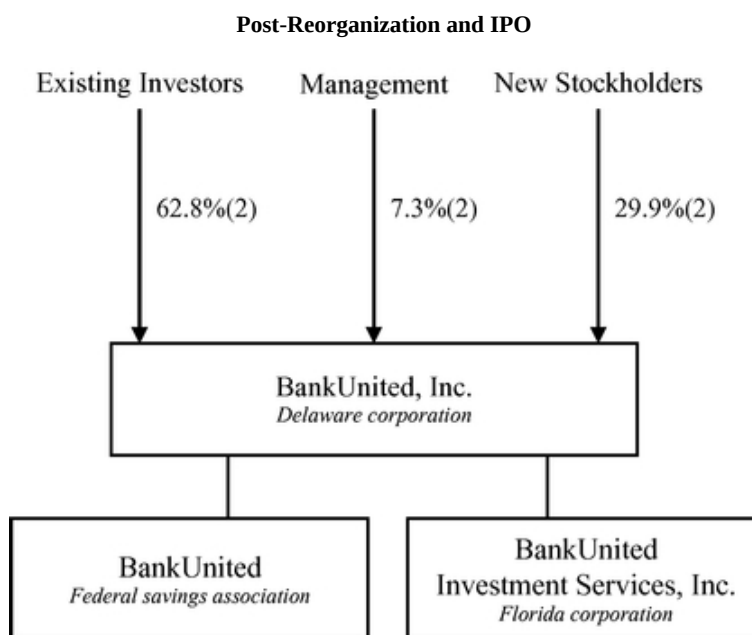 Post-Reorganization and IPO
Existing Investors
Management
New Stockholders
62.8%(2)
7.3%(2)
29.9%(2)
BankUnited, Inc.
Delaware corporation
BankUnited
Federal savings association
BankUnited
Investment Services, Inc.
Florida corporation